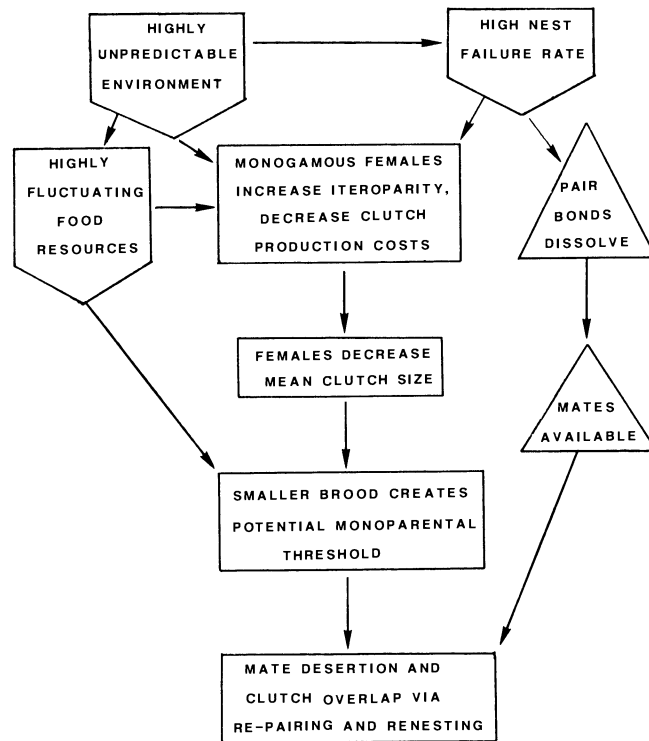 HIGHLY
UNPREDICTABLE
ENVIRONMENT
HIGH NEST
FAILURE RATE
HIGHLY
FLUCTUATING
FOOD
RESOURCES
MONOGAMOUS FEMALES
INCREASE ITEROPARITY,
DECREASE CLUTCH
PRODUCTION COSTS
PAIR
BONDS
DISSOLVE
FEMALES DECREASE
MEAN CLUTCH SIZE
MATES
AVAILABLE
SMALLER BROOD CREATES
POTENTIAL MONOPARENTAL
THRESHOLD
MATE DESERTION AND
CLUTCH OVERLAP VIA
RE-PAIRING AND RENESTING